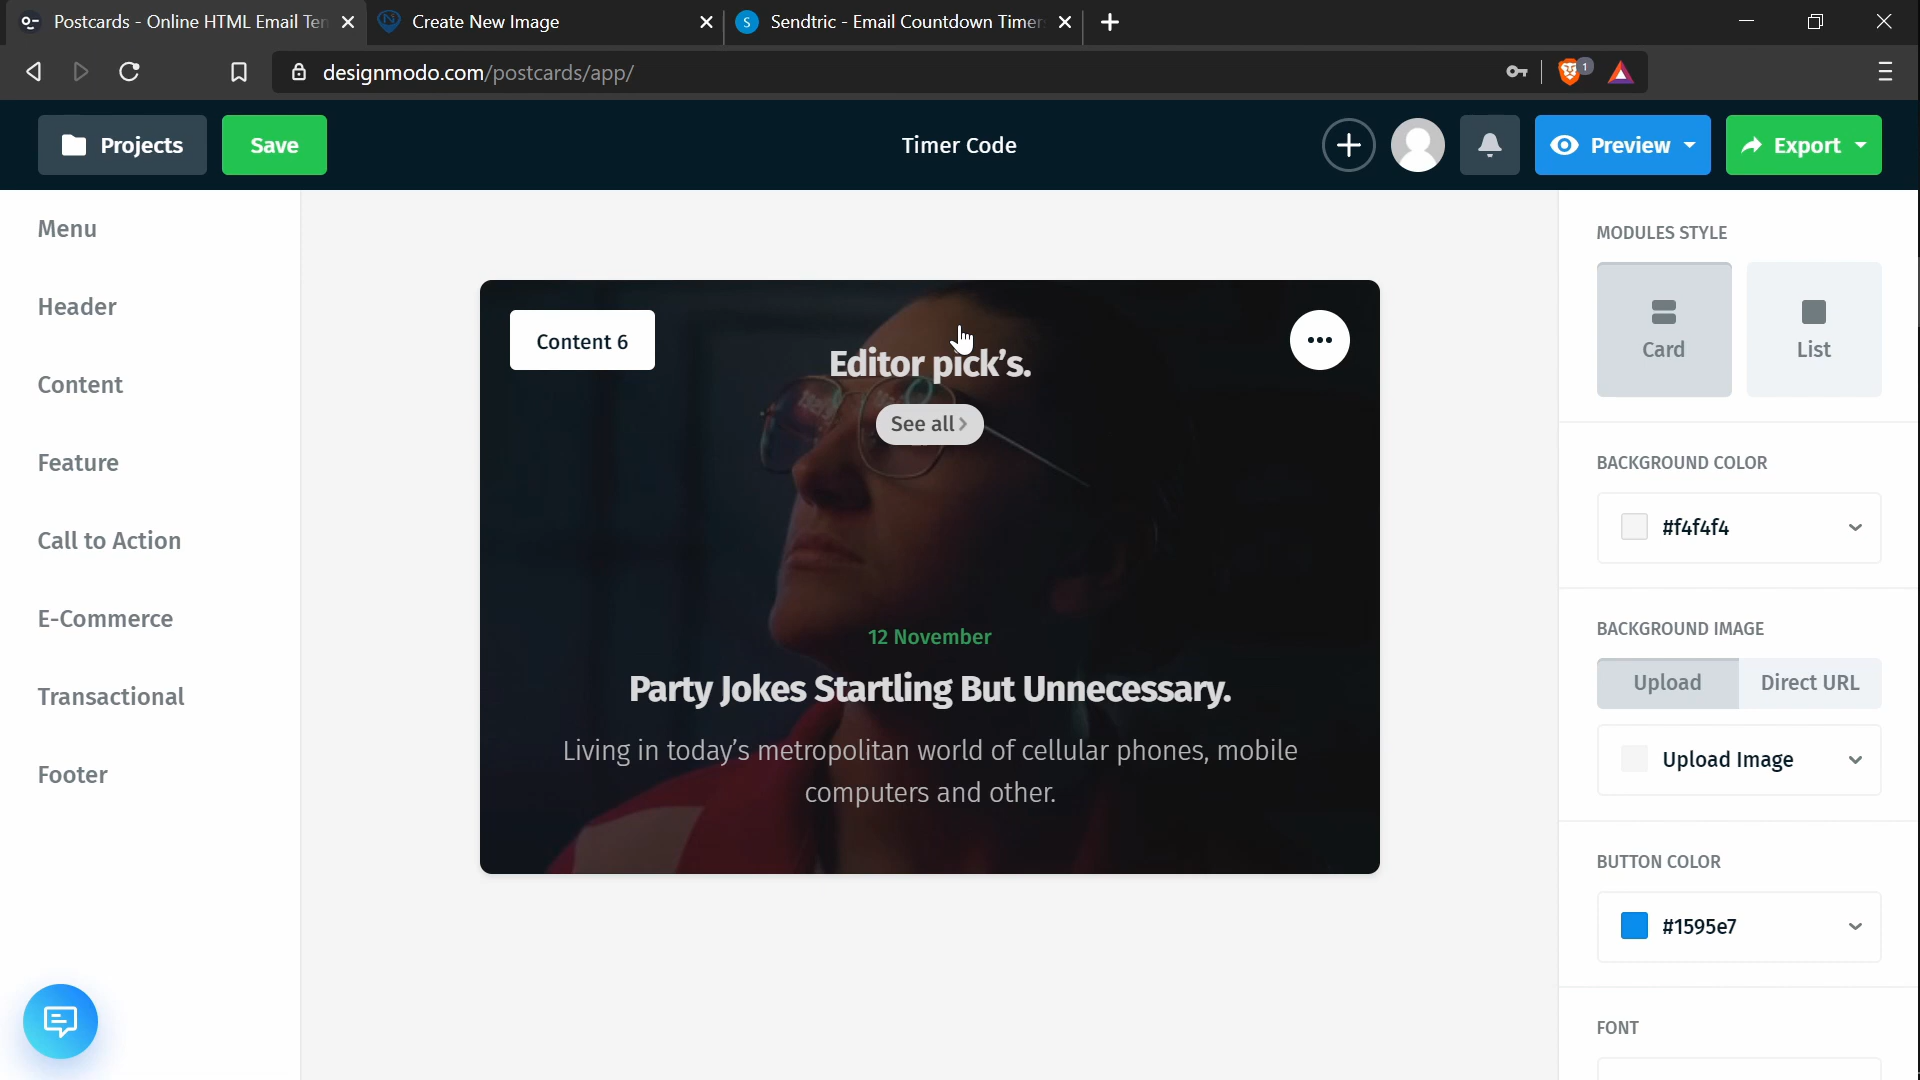 Postcards - Online HTML Email Ten
Create New Image
S
Sendtric - Email Countdown Timer
designmodo.com/postcards/app/
1
Projects
Save
Timer Code
Preview
Export
Menu
Header
Content
Feature
Call to Action
E-Commerce
Transactional
Footer
Content 6
Editor pick's.
See all
12 November
Party Jokes Startling But Unnecessary.
Living in today's metropolitan world of cellular phones, mobile
computers and other.
MODULES STYLE
Card
List
BACKGROUND COLOR
#f4f4f4
BACKGROUND IMAGE
Upload
Direct URL
Upload Image
BUTTON COLOR
#1595e7
FONT